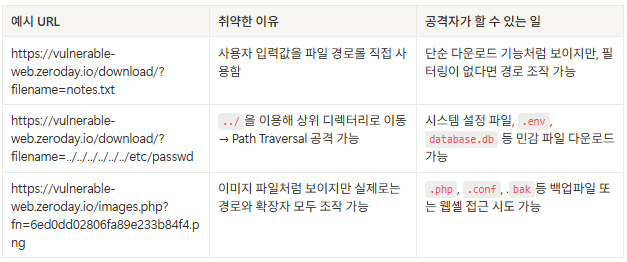 예시 URL
취약한 이유
공격자가 할 수 있는 일
https://vulnerable-
web.zeroday.io/download/?
filename=notes.txt
사용자 입력값을 파일 경로롤 직접 사
용함
단순 다운로드 기능처럼 보이지만, 필
터링이 없다면 경로 조작 가능
https://vulnerable-
web.zeroday.io/download/?
filename=../../../../../../etc/passwd
../ 을 이용해 상위 디렉터리로 이동
→ Path Traversal 공격 가능
시스템 설정 파일, .env ,
database.db 등 민감 파일 다운로드
가능
https://vulnerable-
web.zeroday.io/images.php?
fn=6ed0dd02806fa89e233b84f4.p
ng
이미지 파일처럼 보이지만 실제로는
경로와 확장자 모두 조작 가능
.php , .conf , .bak 등 백업파일 또
는 웹셸 접근 시도 가능